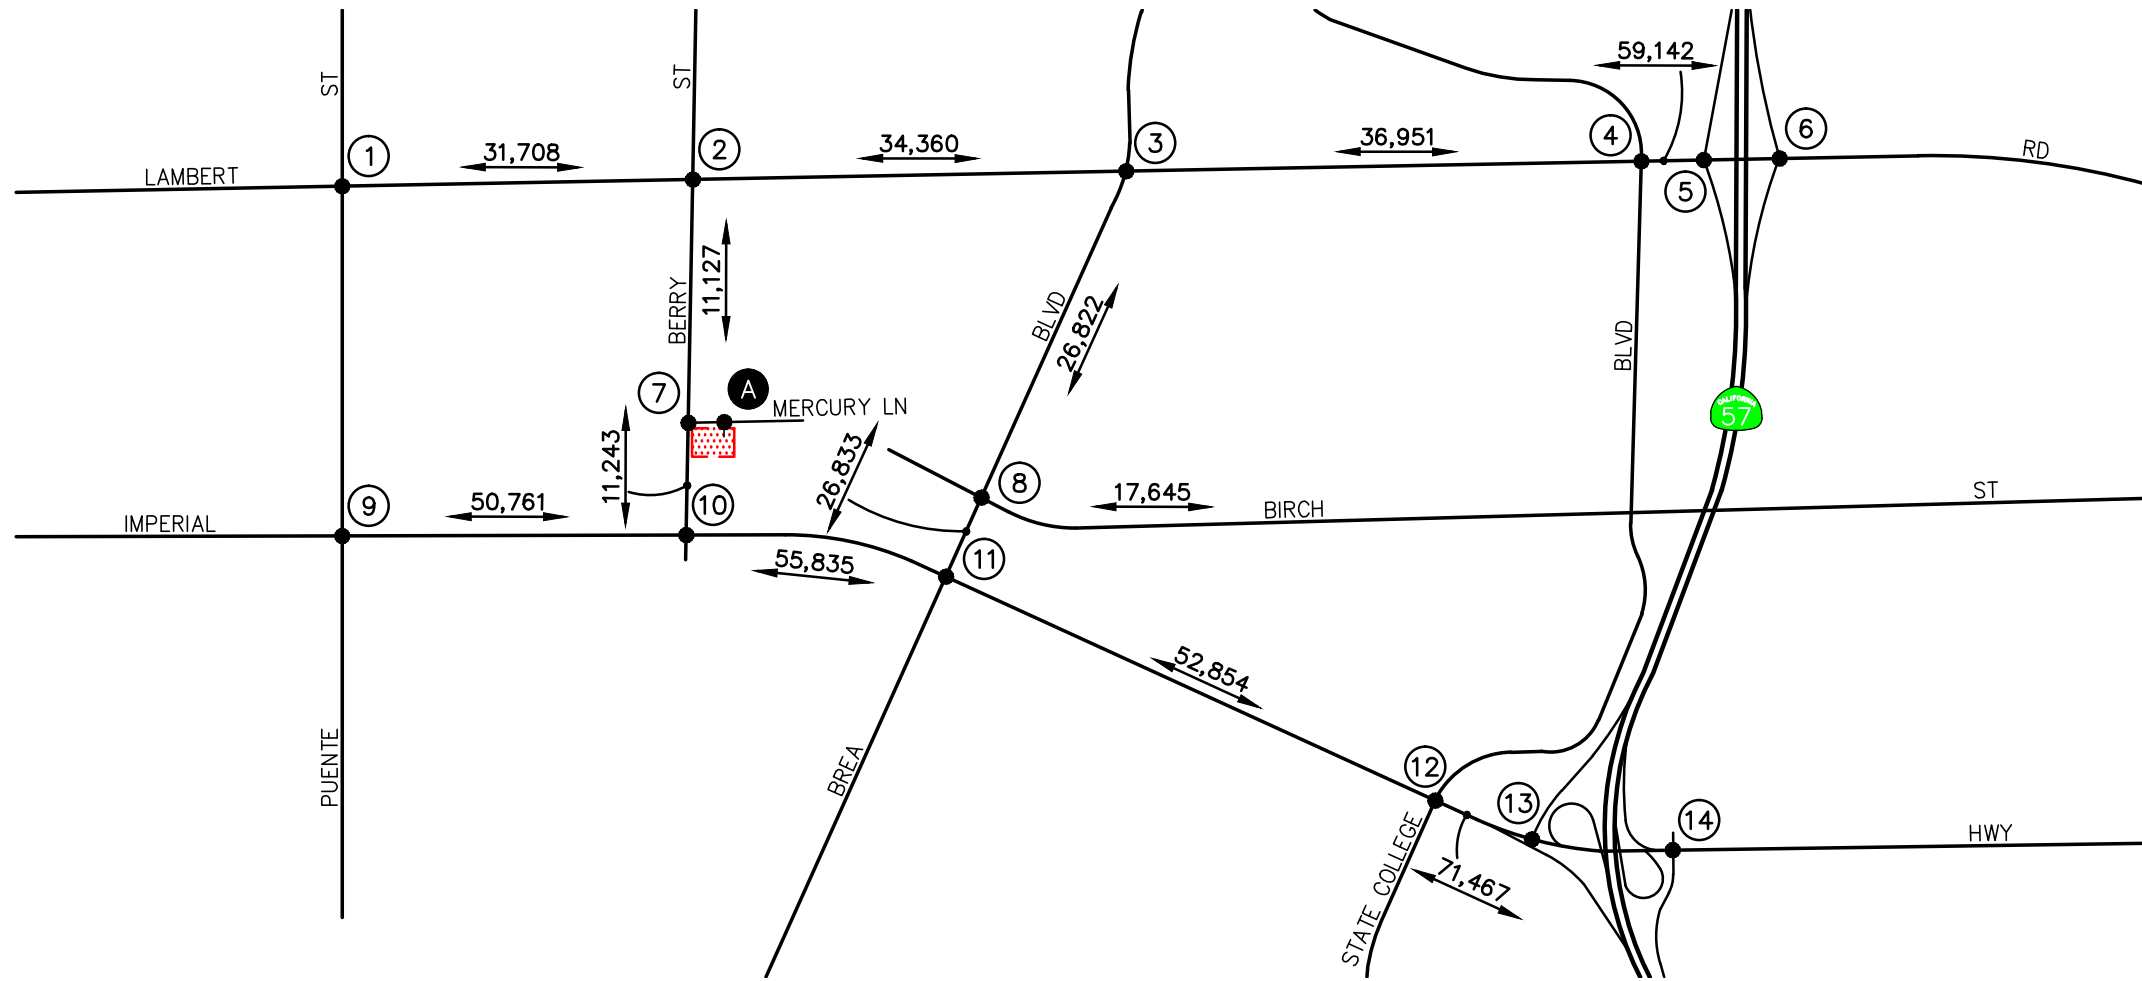 ST
ST
59,142
1
31,708
2
34,360
3
36,951
4
6
RD
LAMBERT
5
BERRY
11,127
BLVD
26,822
BLVD
7
A
MERCURY LN
CALIFORNIA
57
11,243
26,833
9
50,761
10
8
17,645
BIRCH
ST
IMPERIAL
55,835
11
52,854
PUENTE
BREA
12
13
14
HWY
STATE COLLEGE
71,467